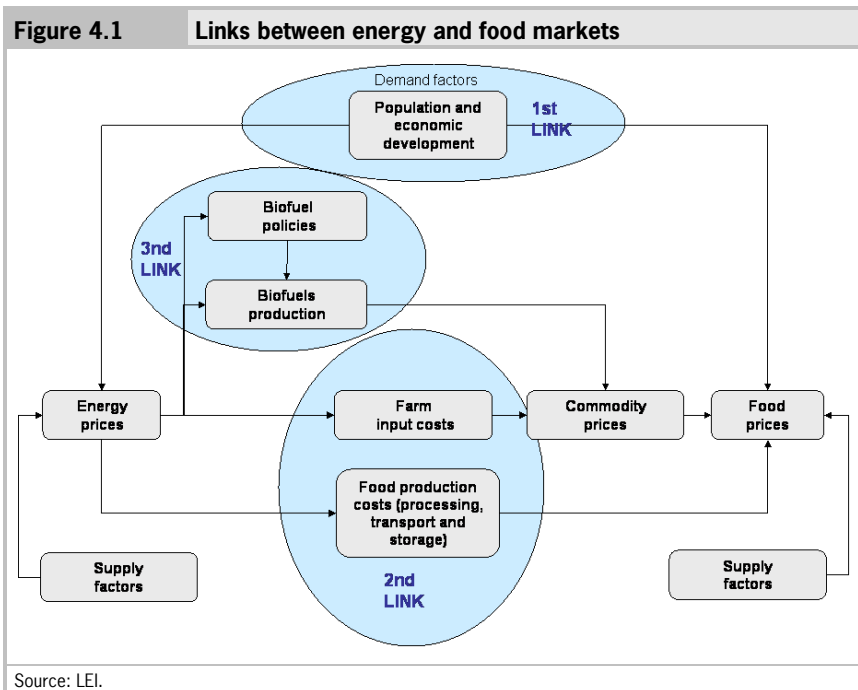 Figure 4.1 Links between energy and food markets
Demand factors
Population and
economic
development
1st
LINK
Biofuel
policies
3nd
LINK
Biofuels
production
Energy
prices
Farm
input costs
Commodity
prices
Food
prices
Food production
costs (processing,
transport and
storage)
Supply
factors
2nd
LINK
Supply
factors
Source: LEI.